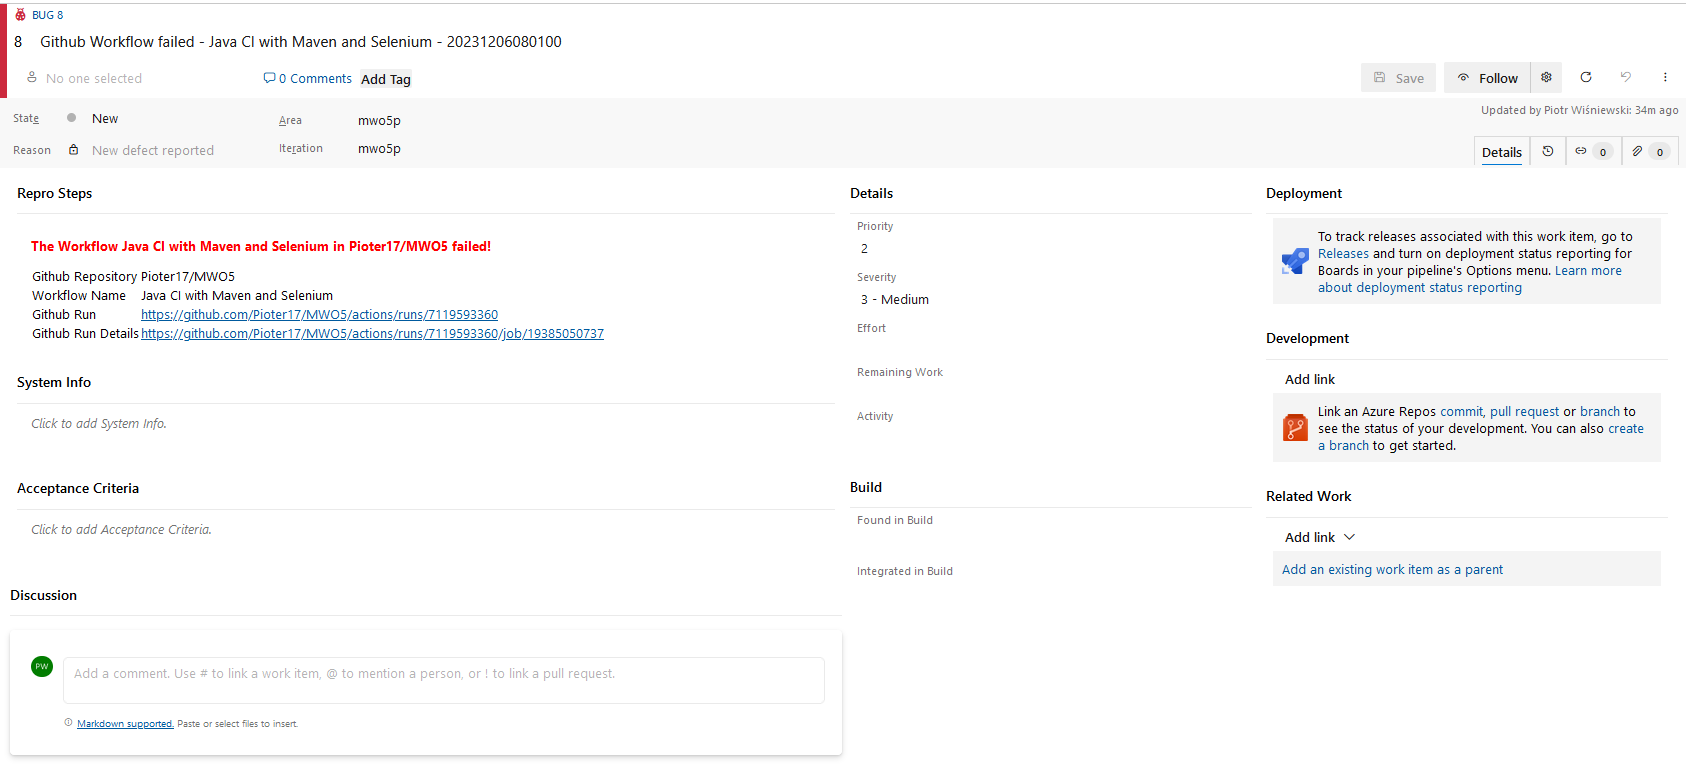 BUG 8
8 Github Workflow failed - Java CI with Maven and Selenium - 20231206080100
No one selected
0 Comments
Add Tag
Save
Follow
State
New
Area
mwo5p
Updated by Piotr Wiśniewski: 34m ago
Reason
New defect reported
Iteration
mwo5p
Details
0
0
Repro Steps
The Workflow Java CI with Maven and Selenium in Pioter17/MWO5 failed!
Github Repository Pioter17/MWO5
Workflow Name Java CI with Maven and Selenium
Github Run https://github.com/Pioter17/MWO5/actions/runs/7119593360
Github Run Details https://github.com/Pioter17/MWO5/actions/runs/7119593360/job/19385050737
System Info
Click to add System Info.
Acceptance Criteria
Click to add Acceptance Criteria.
Discussion
PW
Add a comment. Use # to link a work item, @ to mention a person, or ! to link a pull request.
Markdown supported. Paste or select files to insert.
Details
Priority
2
Severity
3 - Medium
Effort
Remaining Work
Activity
Build
Found in Build
Integrated in Build
Deployment
To track releases associated with this work item, go to
Releases and turn on deployment status reporting for
Boards in your pipeline's Options menu. Learn more
about deployment status reporting
Development
Add link
Link an Azure Repos commit, pull request or branch to
see the status of your development. You can also create
a branch to get started.
Related Work
Add link
Add an existing work item as a parent